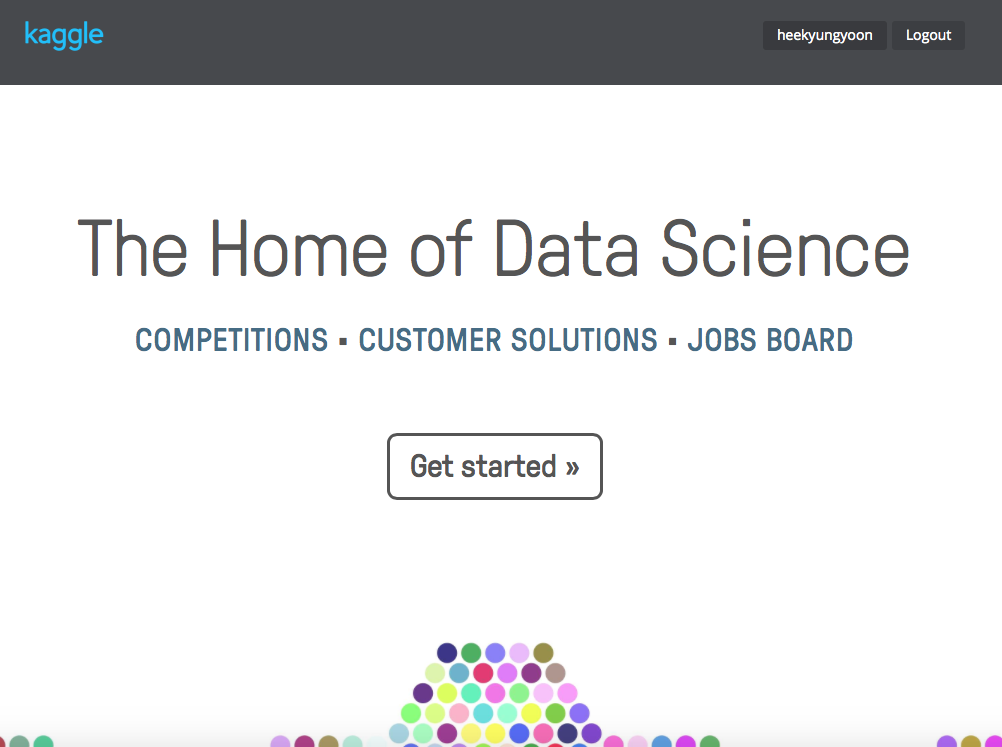 kaggle
heekyungyoon Logout
The Home of Data Science
COMPETITIONS ▪ CUSTOMER SOLUTIONS ▪ JOBS BOARD
Get started »